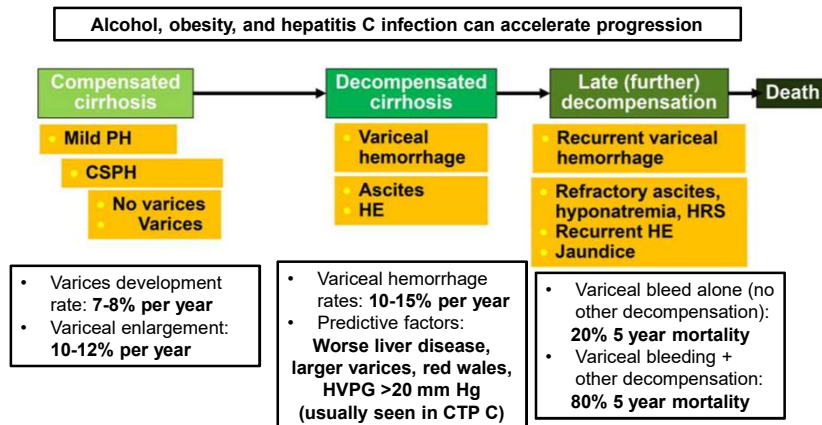 Alcohol, obesity, and hepatitis C infection can accelerate progression
Compensated
cirrhosis
Decompensated
cirrhosis
Late (further)
decompensation
Death
• Mild PH
• CSPH
• No varices
• Varices
• Variceal
hemorrhage
• Ascites
• HE
• Recurrent variceal
hemorrhage
• Refractory ascites,
hyponatremia, HRS
• Recurrent HE
• Jaundice
• Varices development
rate: 7-8% per year
• Variceal enlargement:
10-12% per year
• Variceal hemorrhage
rates: 10-15% per year
• Predictive factors:
Worse liver disease,
larger varices, red wales,
HVPG >20 mm Hg
(usually seen in CTP C)
• Variceal bleed alone (no
other decompensation):
20% 5 year mortality
• Variceal bleeding +
other decompensation:
80% 5 year mortality